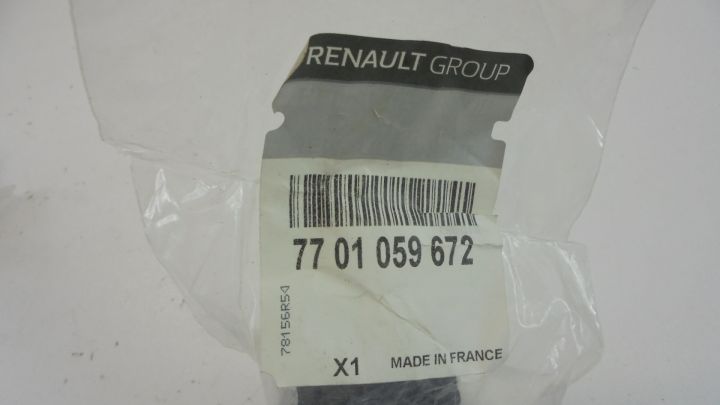 RENAULT GROUP
77 01 059 672
78156R54
X1 MADE IN FRANCE